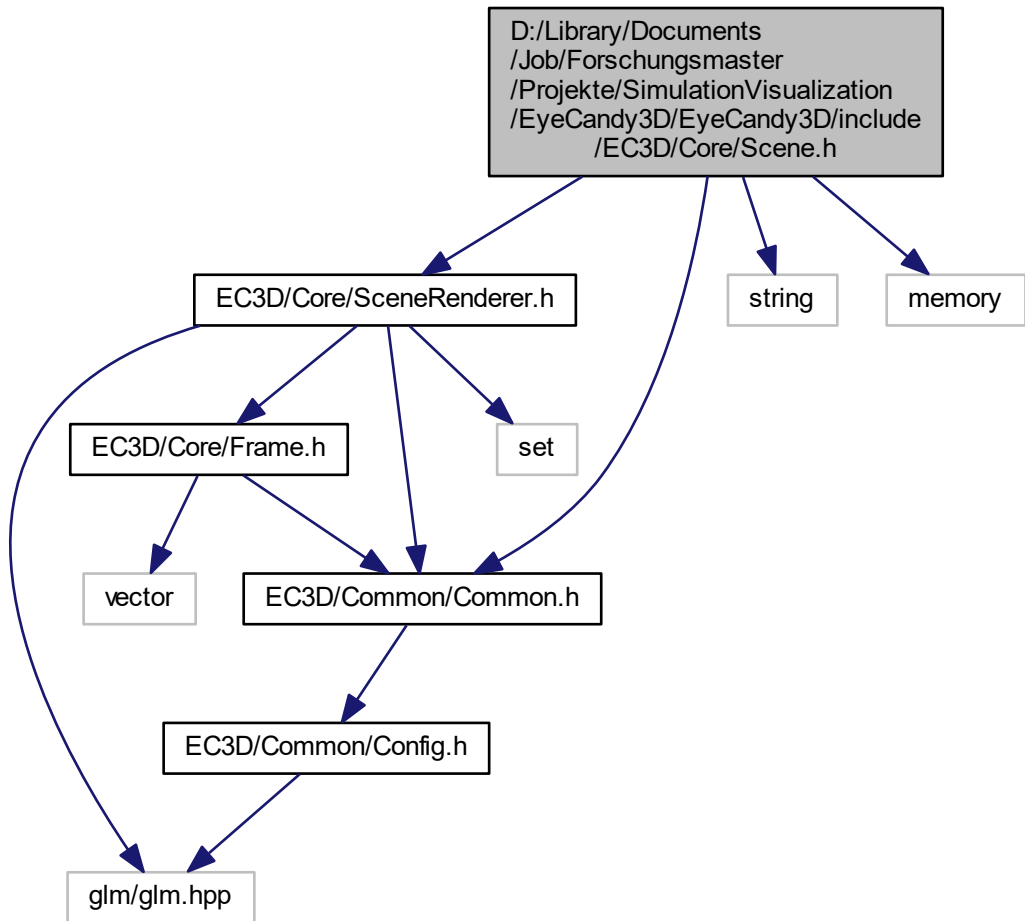 D:/Library/Documents
/Job/Forschungsmaster
/Projekte/SimulationVisualization
/EyeCandy3D/EyeCandy3D/include
/EC3D/Core/Scene.h
EC3D/Core/SceneRenderer.h
string
memory
EC3D/Core/Frame.h
set
vector
EC3D/Common/Common.h
EC3D/Common/Config.h
glm/glm.hpp